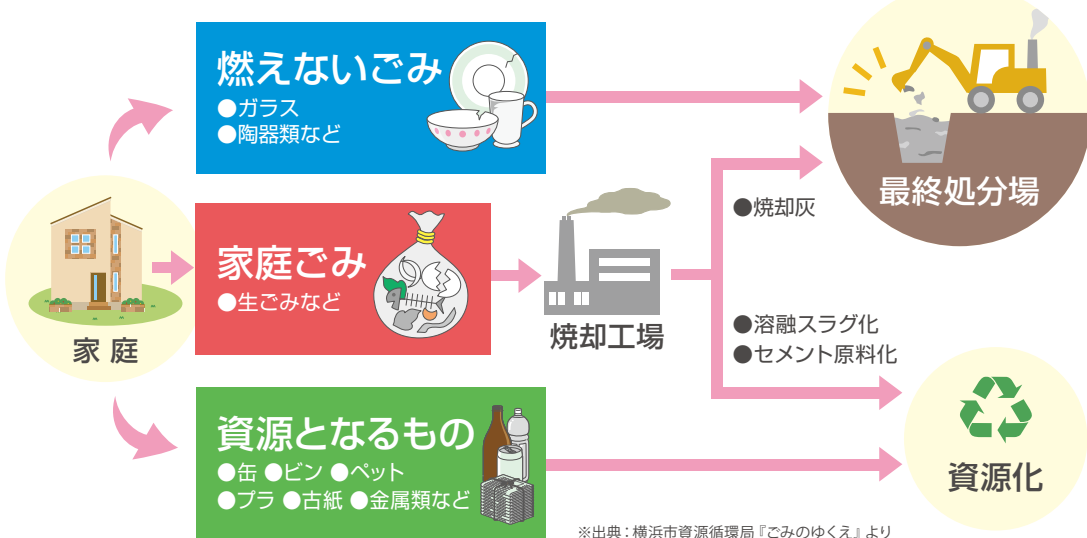 燃えないごみ
●ガラス
●陶器類など
最終処分場
●焼却灰
家庭ごみ
●生ごみなど
焼却工場
家 庭
●溶融スラグ化
●セメント原料化
資源となるもの
●缶 ●ビン ●ペット
●プラ ●古紙 ●金属類など
資源化
※出典：横浜市資源循環局『ごみのゆくえ』より